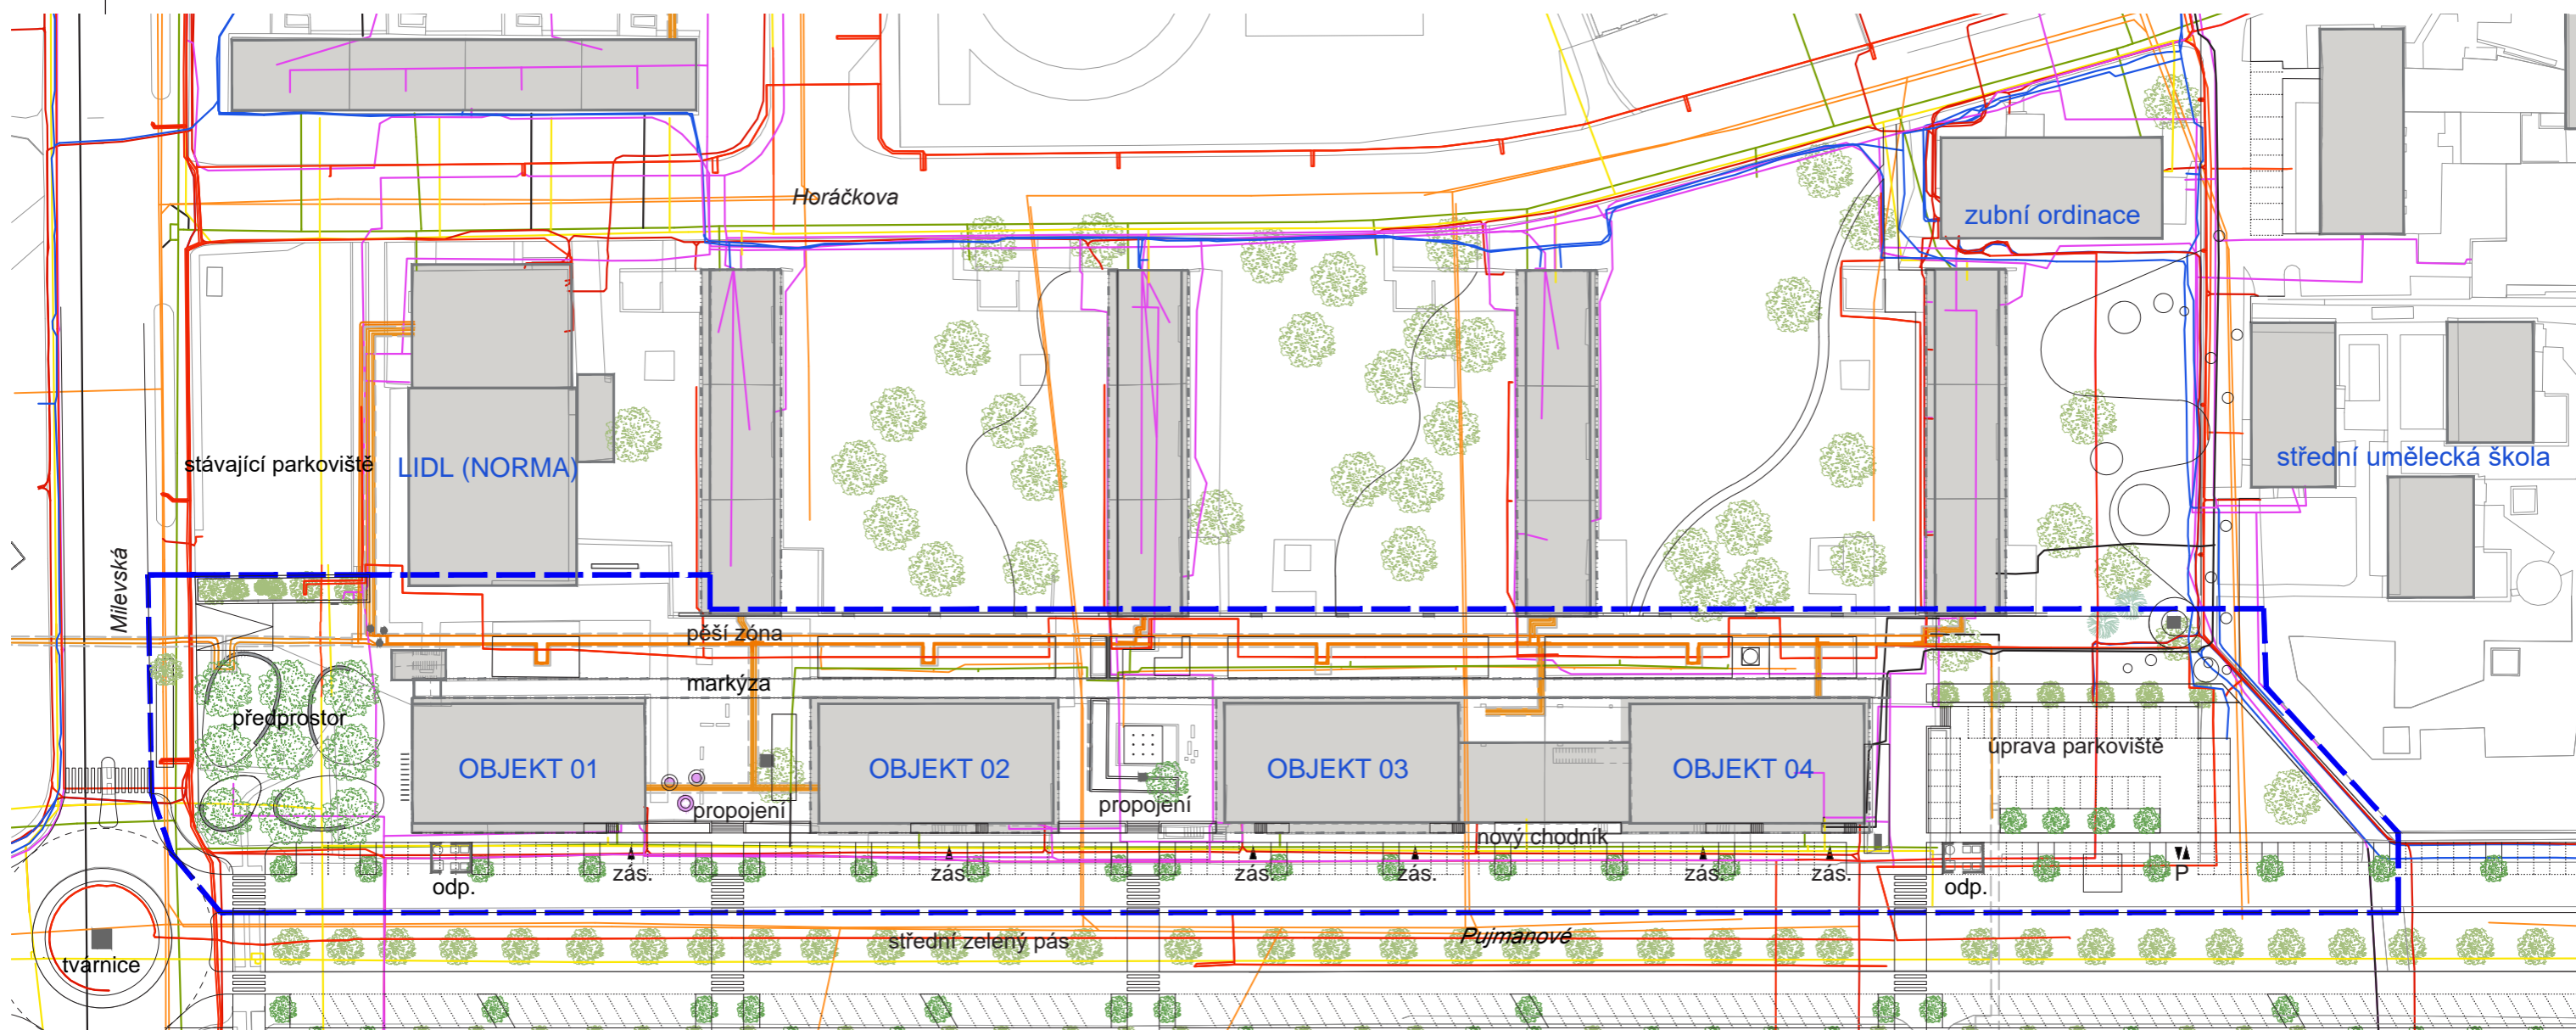 Horáčkova
zubní ordinace
stávající parkoviště
LIDL (NORMA)
střední umělecká škola
Milevská
pěší zóna
markýza
předprostor
OBJEKT 01
OBJEKT 02
OBJEKT 03
OBJEKT 04
úprava parkoviště
propojení
propojení
nový chodník
odp.
zás.
zás.
zás.
zás.
zás.
zás.
odp.
P
střední zelený pás
Pujmanové
tvárnice